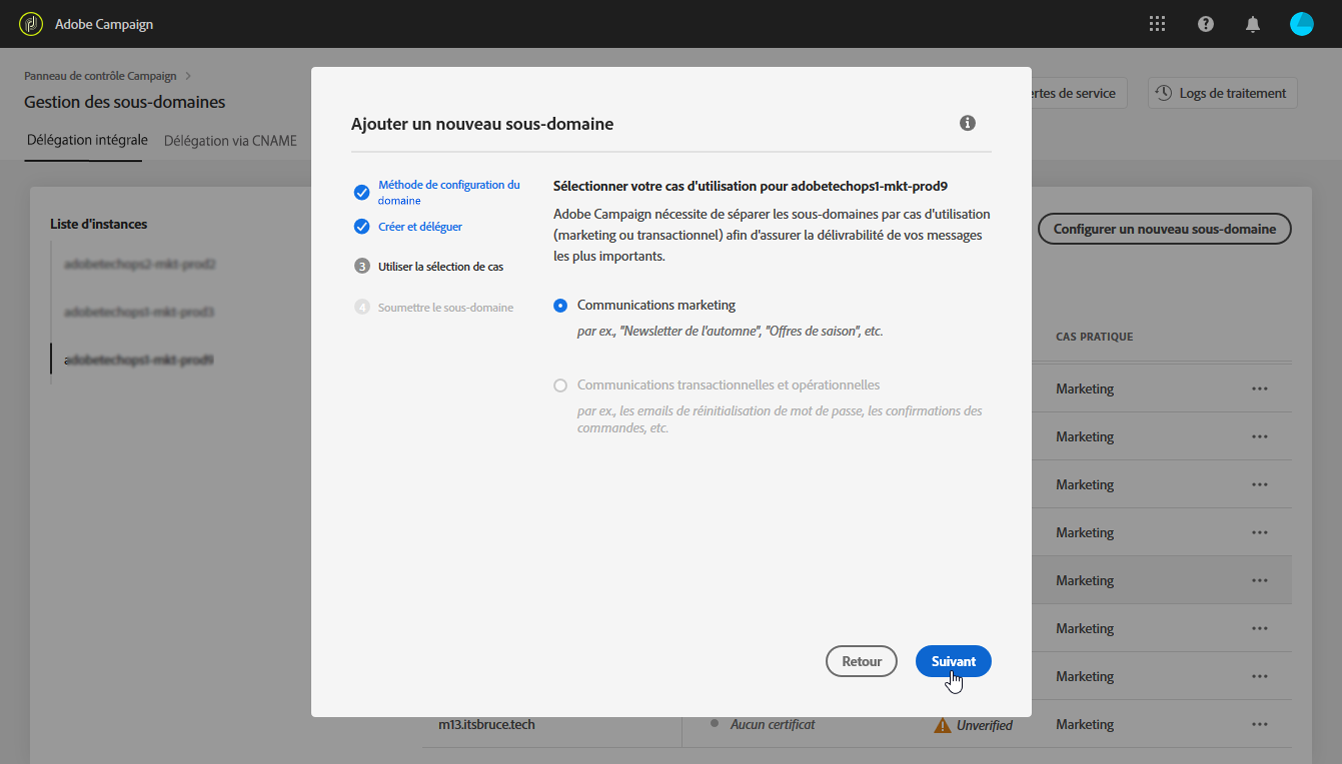 Adobe Campaign
Panneau de contrôle Campaign
Gestion des sous-domaines
ertes de service
Logs de traitement
Délégation intégrale
Délégation via CNAME
Liste d'instances
adobetechops2-mkt-prod2
adobetechops1-mkt-prod3
adobetechops1-mkt-prod9
Configurer un nouveau sous-domaine
Ajouter un nouveau sous-domaine
Méthode de configuration du
domaine
Créer et déléguer
3 Utiliser la sélection de cas
4 Soumettre le sous-domaine
Sélectionner votre cas d'utilisation pour adobetechops1-mkt-prod9
Adobe Campaign nécessite de séparer les sous-domaines par cas d'utilisation
(marketing ou transactionnel) afin d'assurer la délivrabilité de vos messages
les plus importants.
Communications marketing
par ex., "Newsletter de l'automne", "Offres de saison", etc.
Communications transactionnelles et opérationnelles
par ex., les emails de réinitialisation de mot de passe, les confirmations des
commandes, etc.
Retour
Suivant
CAS PRATIQUE
Marketing
Marketing
Marketing
Marketing
Marketing
Marketing
Marketing
m13.itsbruce.tech
Aucun certificat
Unverified
Marketing